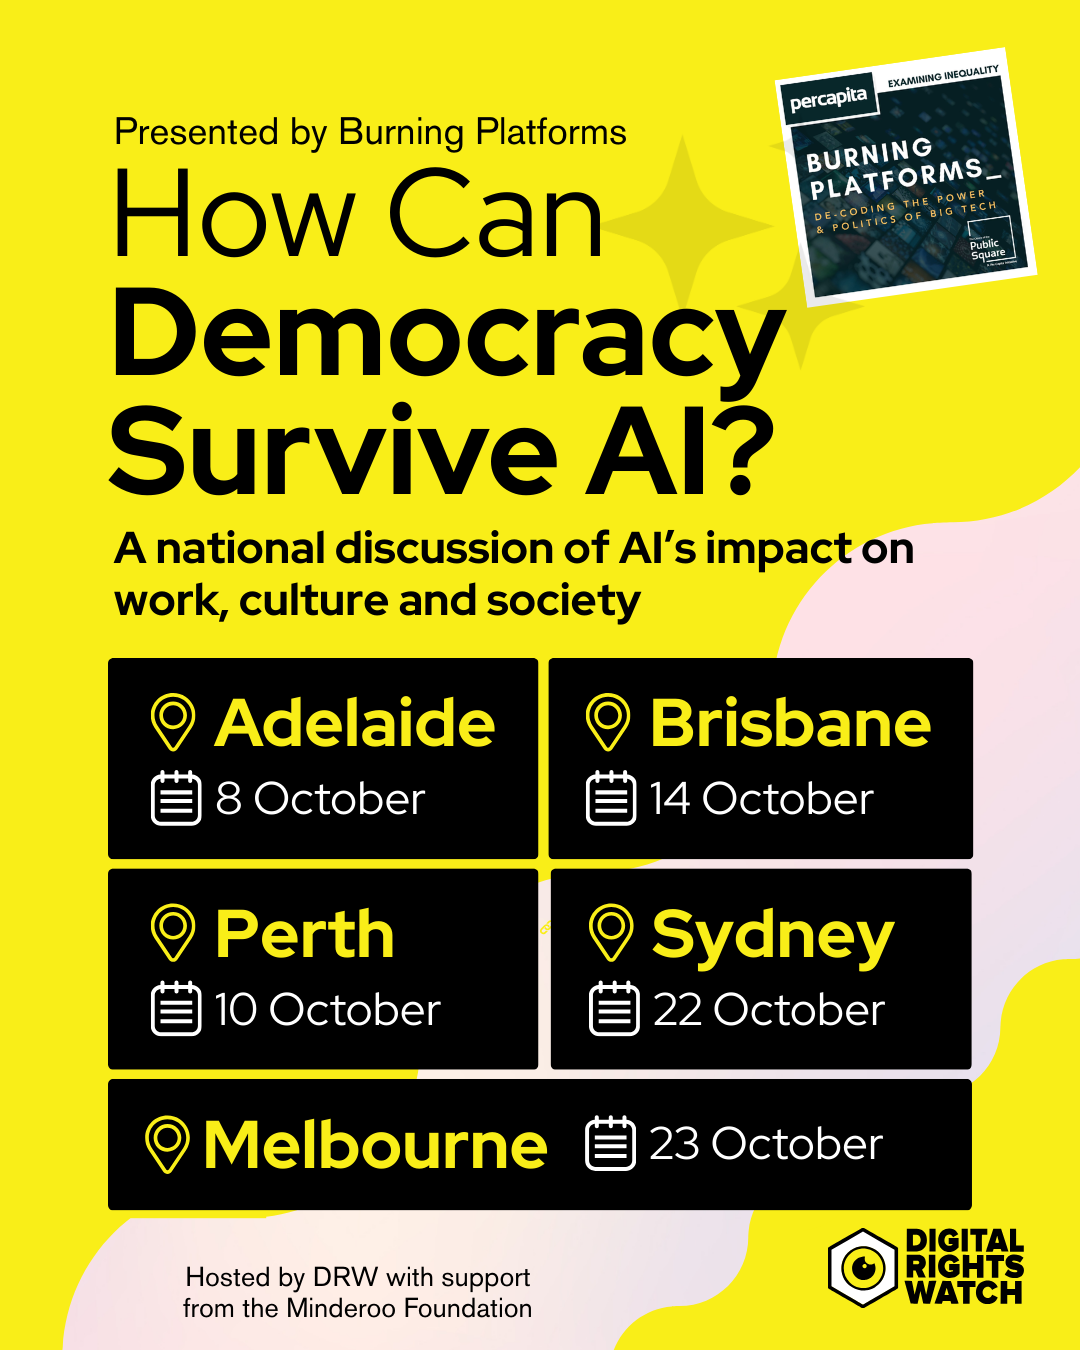 Presented by Burning Platforms
How Can
Democracy
Survive AI?
A national discussion of AI’s impact on
work, culture and society
percapita
EXAMINING INEQUALITY
BURNING
PLATFORMS_
DE-CODING THE POWER
& POLITICS OF BIG TECH
Public
Square
Adelaide
8 October
Brisbane
14 October
Perth
10 October
Sydney
22 October
Melbourne
23 October
Hosted by DRW with support
from the Minderoo Foundation
DIGITAL
RIGHTS
WATCH